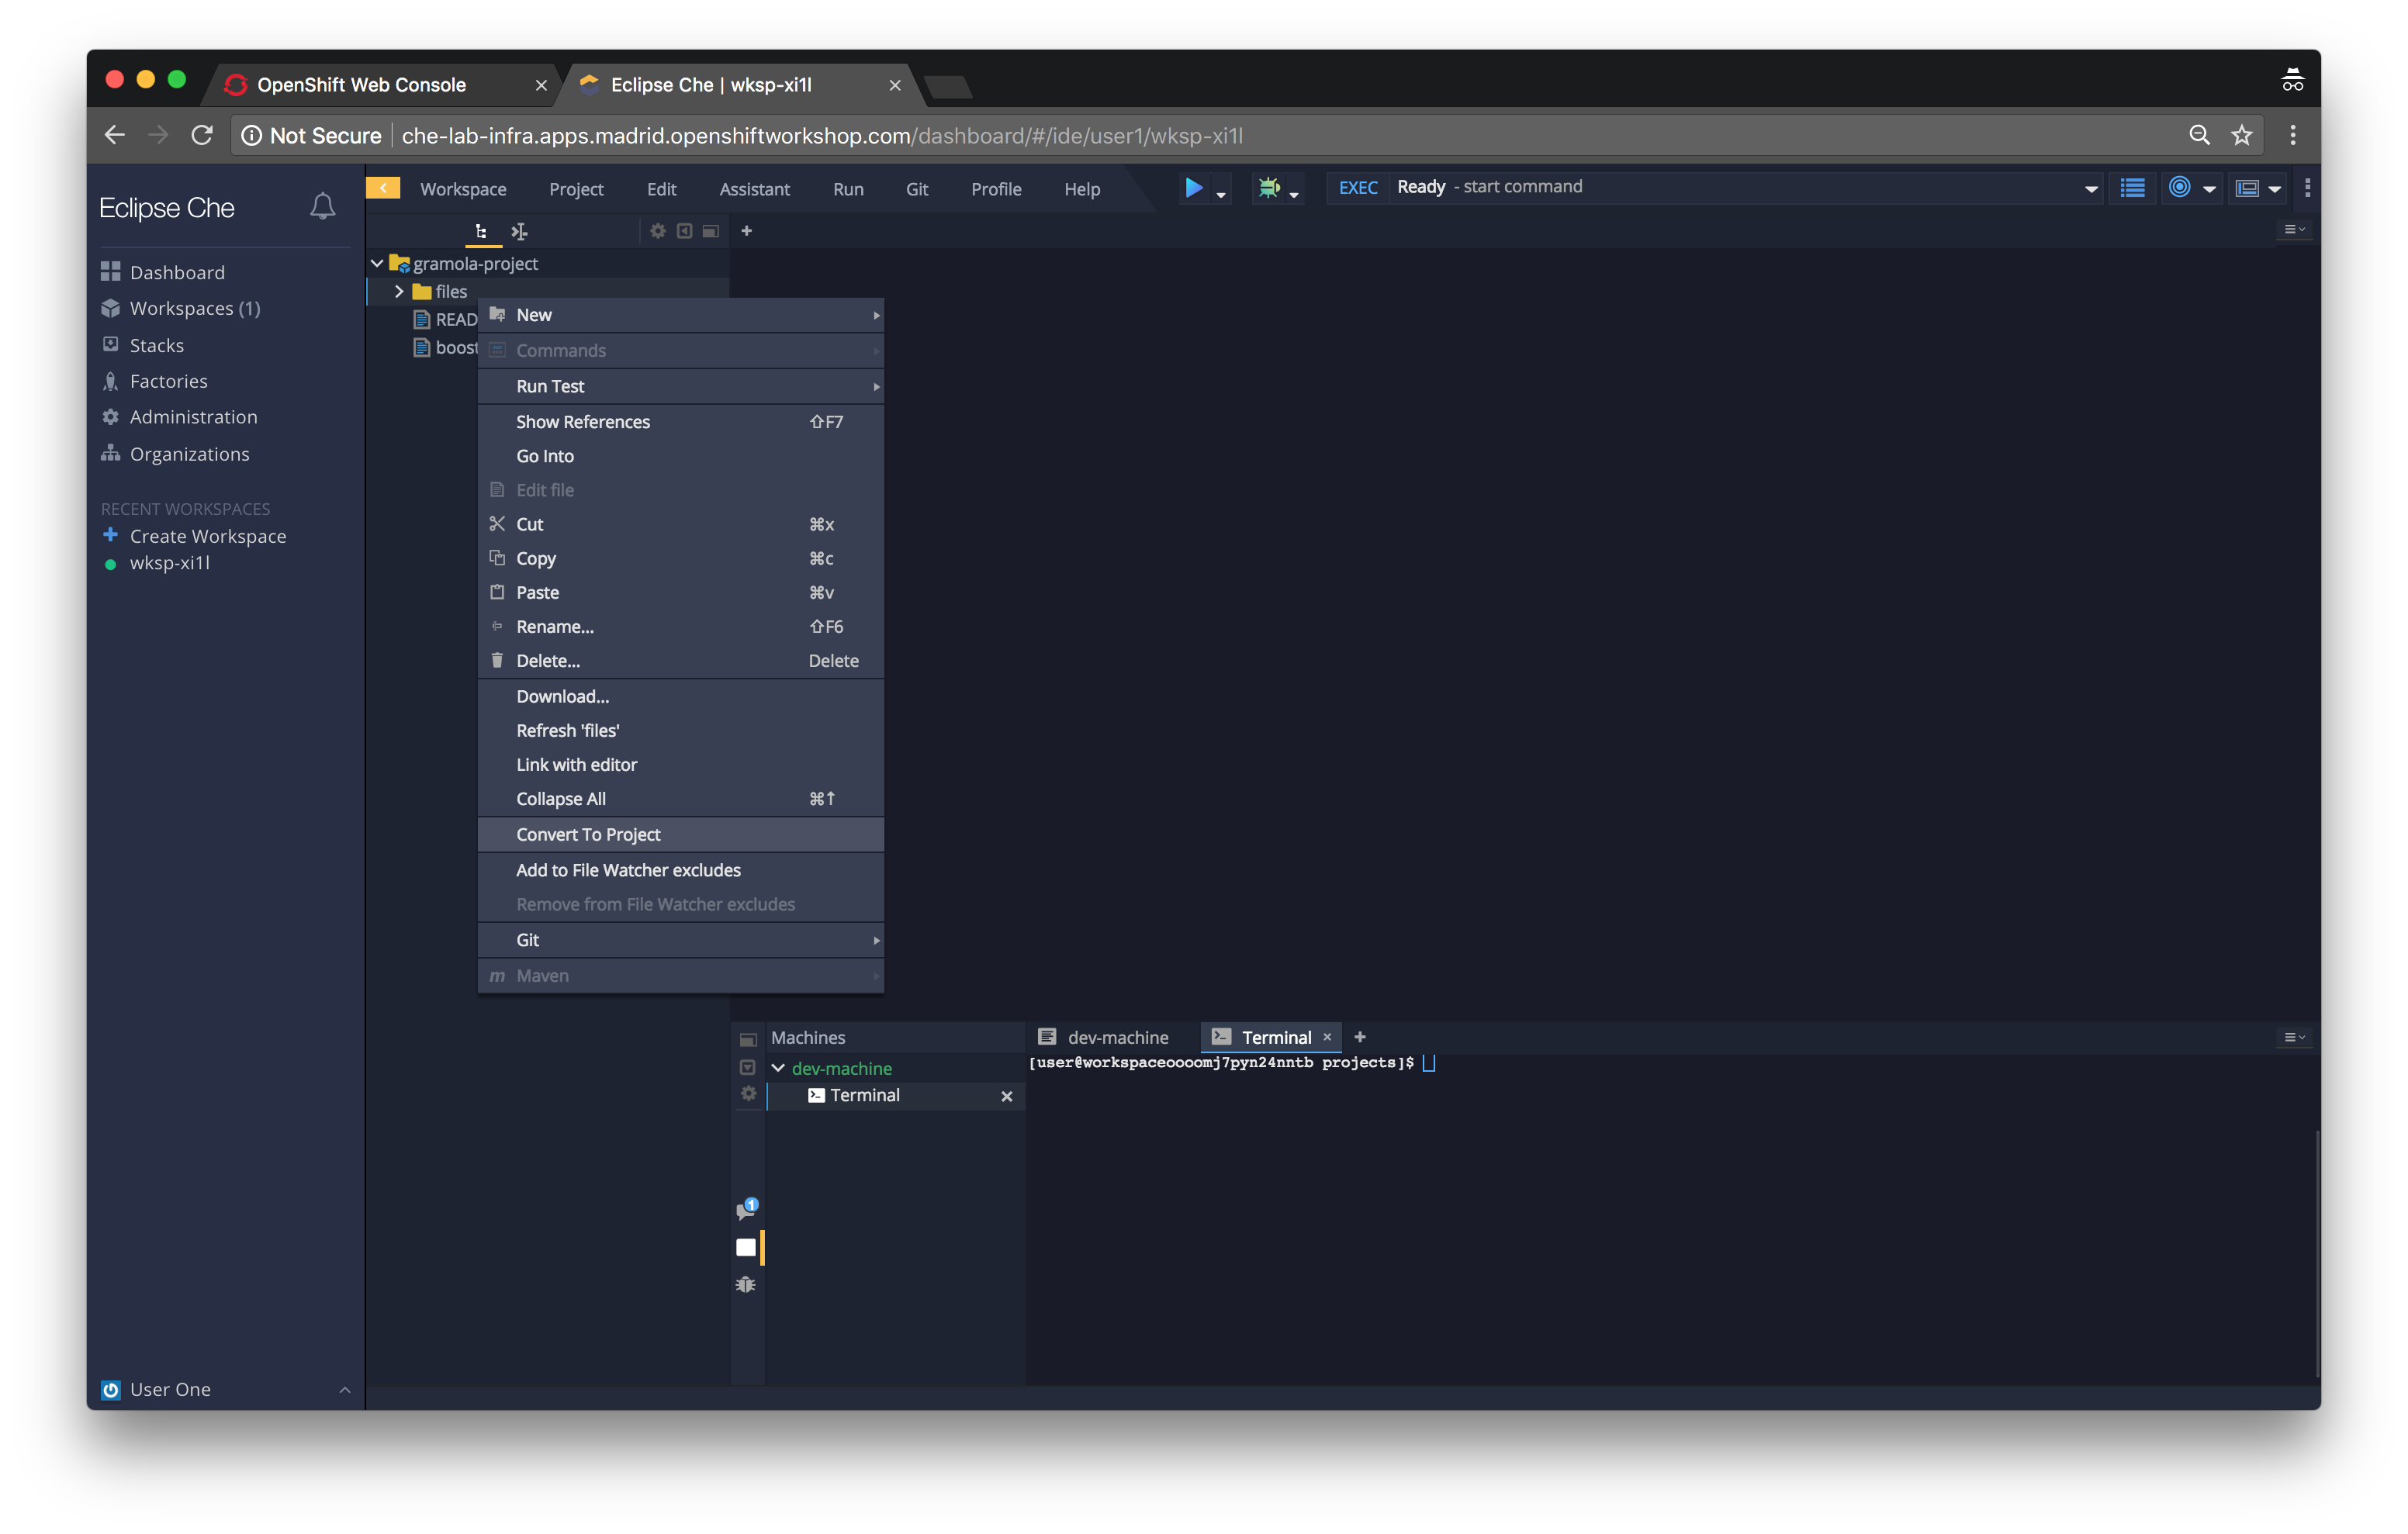 OpenShift Web Console
Eclipse Che | wksp-xi1l
Not Secure che-lab-infra.apps.madrid.openshiftworkshop.com/dashboard/#/ide/user1/wksp-xi1l
Eclipse Che
Dashboard
Workspaces (1)
Stacks
Factories
Administration
Organizations
RECENT WORKSPACES
Create Workspace
wksp-xi1l
User One
Workspace Project Edit Assistant Run Git Profile Help
EXEC Ready - start command
gramola-project
files
READ
boost
New
Commands
Run Test
Show References ⇧F7
Go Into
Edit file
Cut ⌘x
Copy ⌘c
Paste ⌘v
Rename... ⇧F6
Delete... Delete
Download...
Refresh 'files'
Link with editor
Collapse All ⌘↑
Convert To Project
Add to File Watcher excludes
Remove from File Watcher excludes
Git
m Maven
Machines
dev-machine
Terminal
dev-machine
Terminal
[user@workspaceoooomj7pyn24nntb projects]$
1